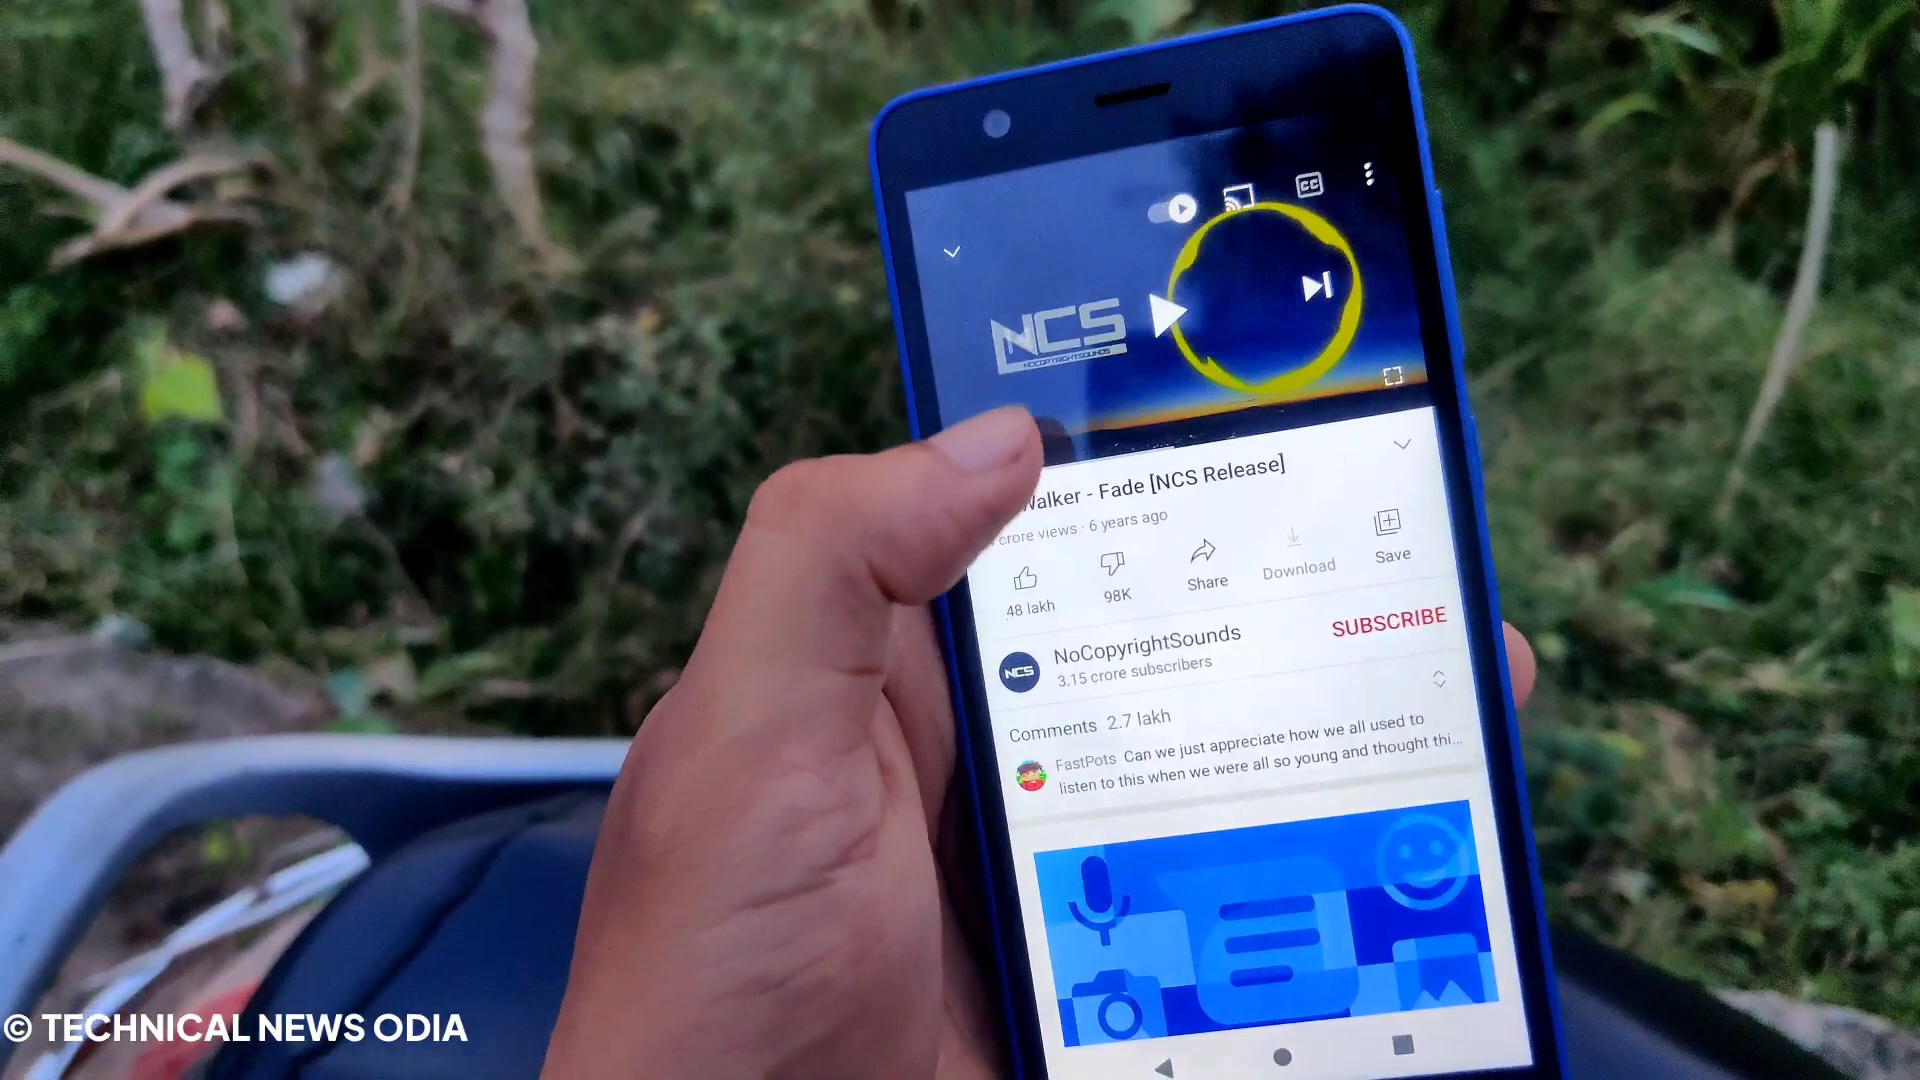 CC
NCS
NOCOPYRIGHTSOUNDS
Walker - Fade [NCS Release]
crore views · 6 years ago
48 lakh
98K
Share
Download
Save
NCS
NoCopyrightSounds
3.15 crore subscribers
SUBSCRIBE
Comments 2.7 lakh
FastPots Can we just appreciate how we all used to
listen to this when we were all so young and thought thi...
© TECHNICAL NEWS ODIA